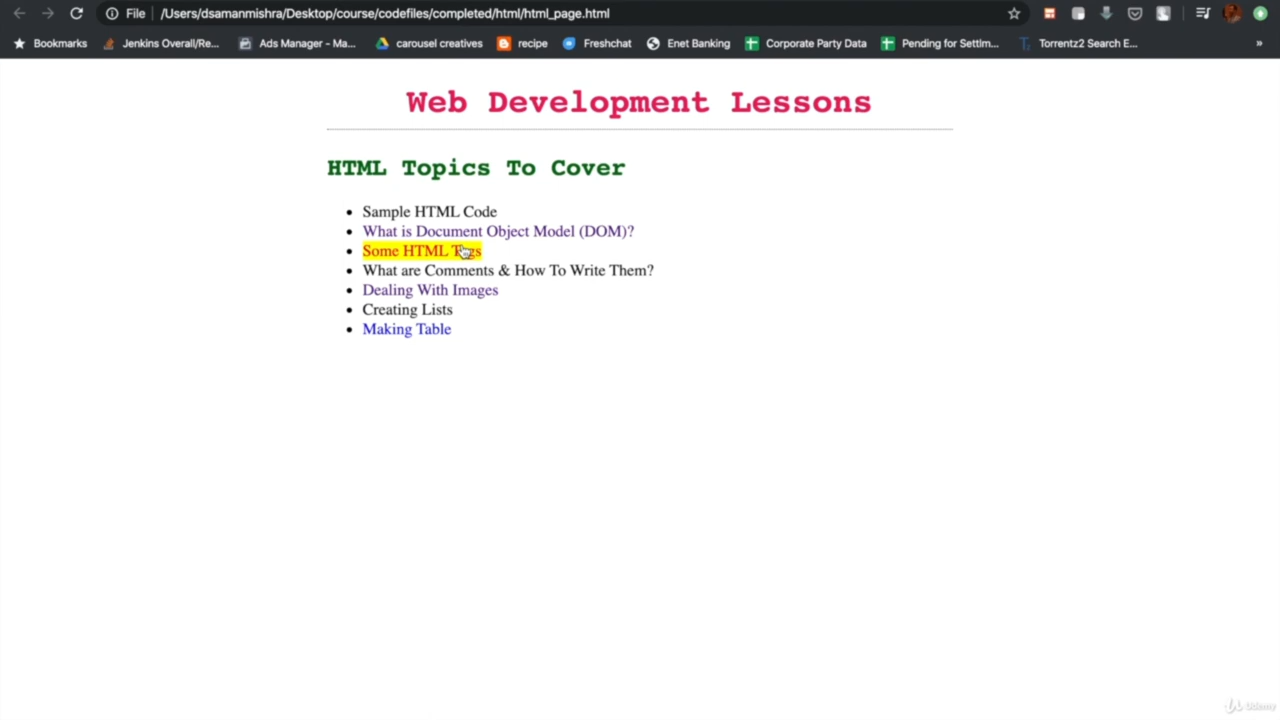 File /Users/dsamanmishra/Desktop/course/codefiles/completed/html/html_page.html
Bookmarks Jenkins Overall/Re... Ads Manager - Ma... carousel creatives recipe Freshchat Enet Banking Corporate Party Data Pending for Settlm... Torrentz2 Search E... »
Web Development Lessons
HTML Topics To Cover
• Sample HTML Code
• What is Document Object Model (DOM)?
• Some HTML Tags
• What are Comments & How To Write Them?
• Dealing With Images
• Creating Lists
• Making Table
Udemy